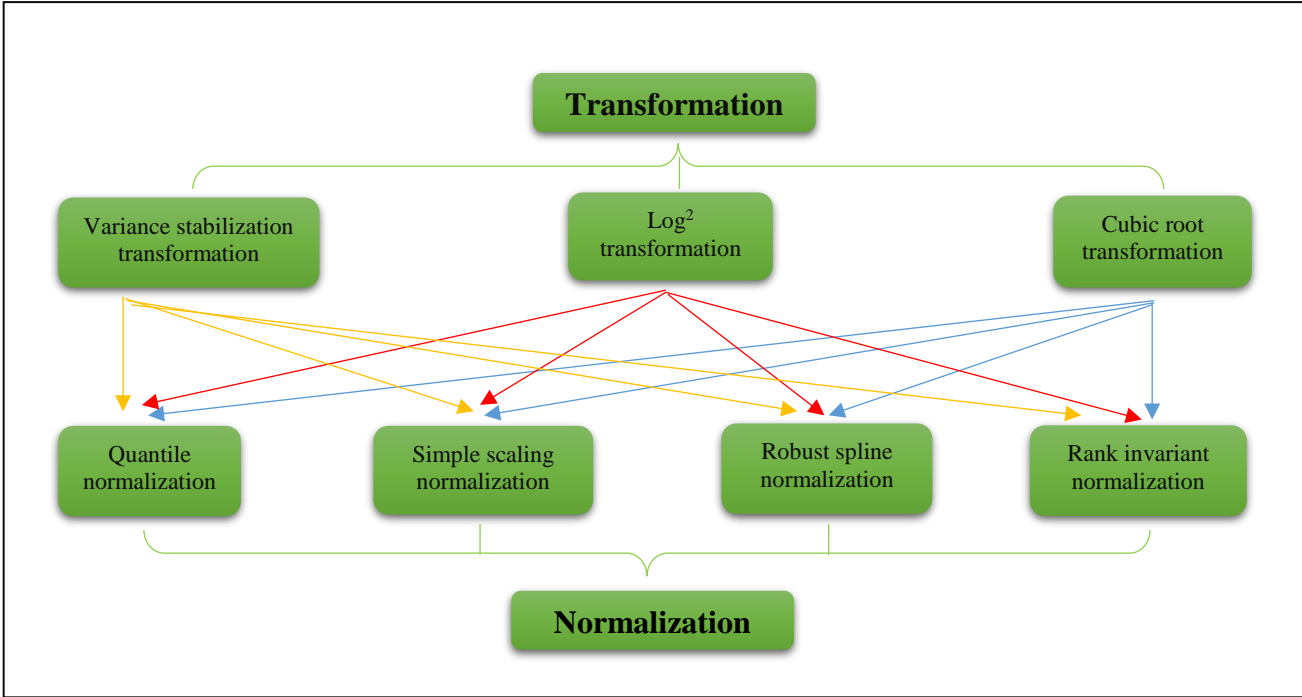 Transformation
Variance stabilization
transformation
Log²
transformation
Cubic root
transformation
Quantile
normalization
Simple scaling
normalization
Robust spline
normalization
Rank invariant
normalization
Normalization